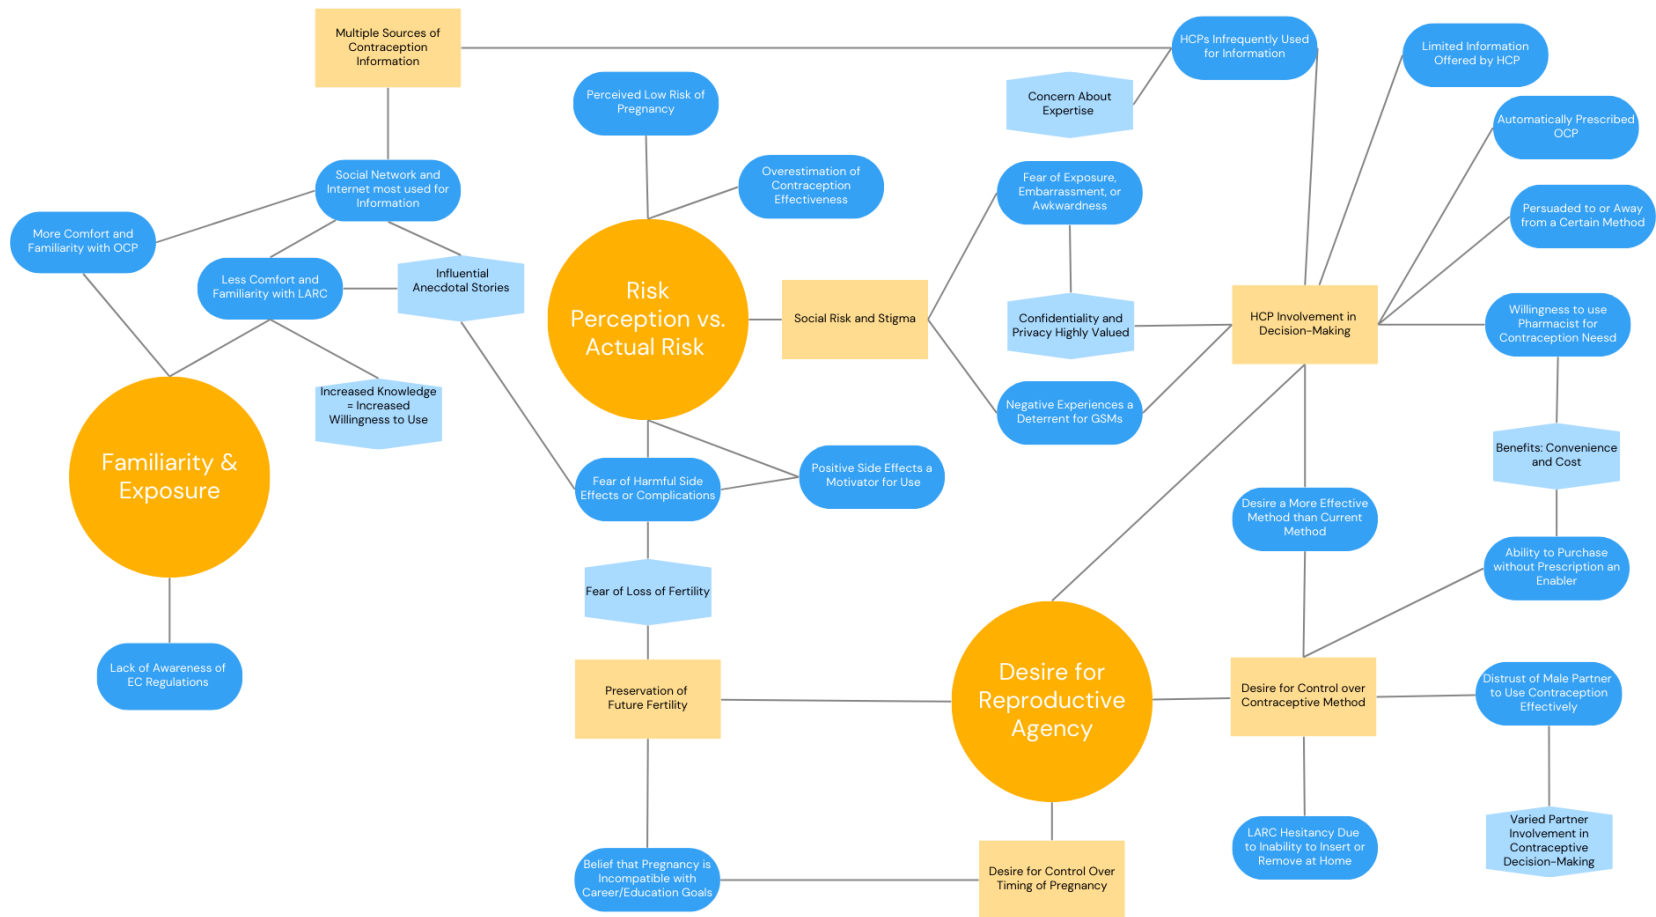 Multiple Sources of
Contraception
Information
HCPs Infrequently Used
for Information
Limited Information
Offered by HCP
Perceived Low Risk of
Pregnancy
Concern About
Expertise
Automatically Prescribed
OCP
Social Network and
Internet most used for
Information
Overestimation of
Contraception
Effectiveness
Fear of Exposure,
Embarrassment, or
Awkwardness
Persuaded to or Away
from a Certain Method
More Comfort and
Familiarity with OCP
Less Comfort and
Familiarity with LARC
Influential
Anecdotal Stories
Risk
Perception vs.
Actual Risk
Social Risk and Stigma
Confidentiality and
Privacy Highly Valued
HCP Involvement in
Decision-Making
Willingness to use
Pharmacist for
Contraception Neesd
Increased Knowledge
= Increased
Willingness to Use
Negative Experiences a
Deterrent for GSMs
Familiarity &
Exposure
Fear of Harmful Side
Effects or Complications
Positive Side Effects a
Motivator for Use
Benefits: Convenience
and Cost
Desire a More Effective
Method than Current
Method
Ability to Purchase
without Prescription an
Enabler
Fear of Loss of Fertility
Lack of Awareness of
EC Regulations
Preservation of
Future Fertility
Desire for
Reproductive
Agency
Desire for Control over
Contraceptive Method
Distrust of Male Partner
to Use Contraception
Effectively
Belief that Pregnancy is
Incompatible with
Career/Education Goals
Desire for Control Over
Timing of Pregnancy
LARC Hesitancy Due
to Inability to Insert or
Remove at Home
Varied Partner
Involvement in
Contraceptive
Decision-Making